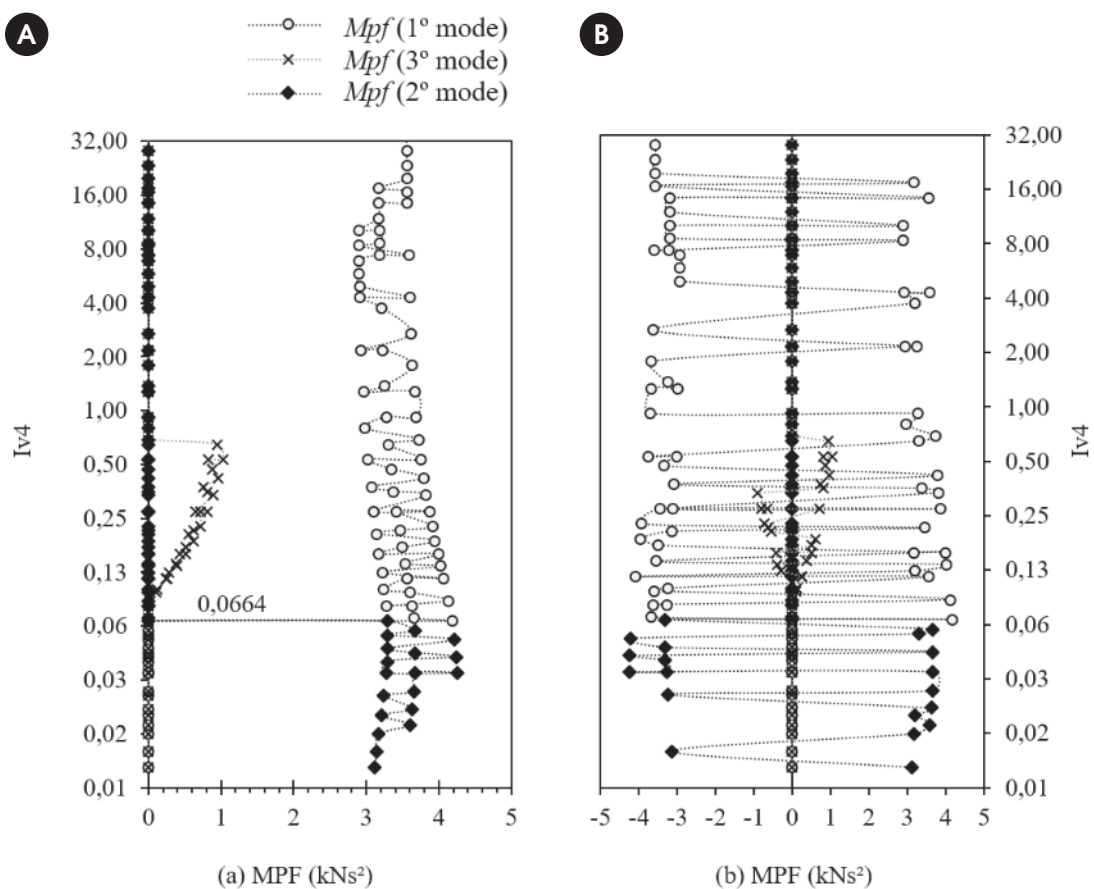 A
B
Mpf (1º mode)
Mpf (3º mode)
Mpf (2º mode)
32,00
16,00
8,00
4,00
2,00
1,00
0,50
0,25
0,13
0,06
0,03
0,02
0,01
Iv4
0,0664
0 1 2 3 4 5
(a) MPF (kNs²)
32,00
16,00
8,00
4,00
2,00
1,00
0,50
0,25
0,13
0,06
0,03
0,02
0,01
Iv4
-5 -4 -3 -2 -1 0 1 2 3 4 5
(b) MPF (kNs²)